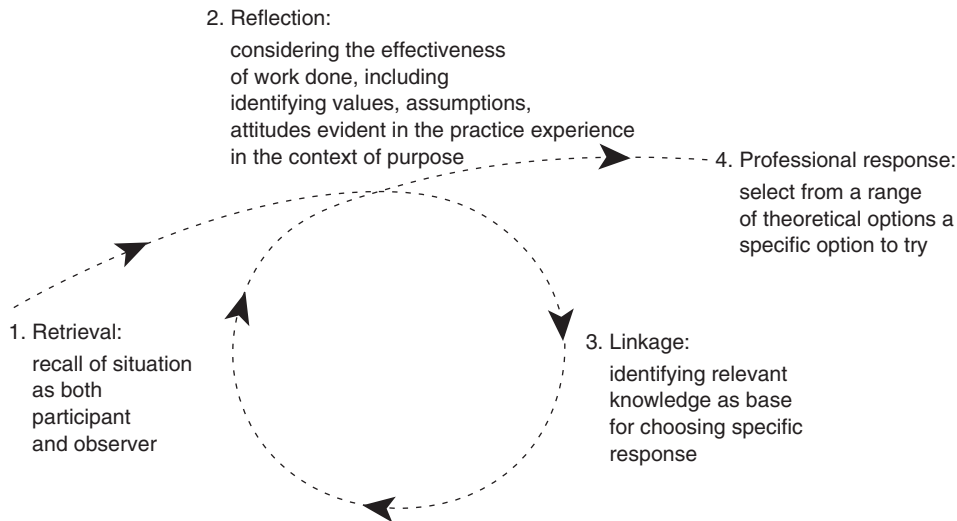 2. Reflection:
considering the effectiveness
of work done, including
identifying values, assumptions,
attitudes evident in the practice experience
in the context of purpose
4. Professional response:
select from a range
of theoretical options a
specific option to try
1. Retrieval:
recall of situation
as both
participant
and observer
3. Linkage:
identifying relevant
knowledge as base
for choosing specific
response